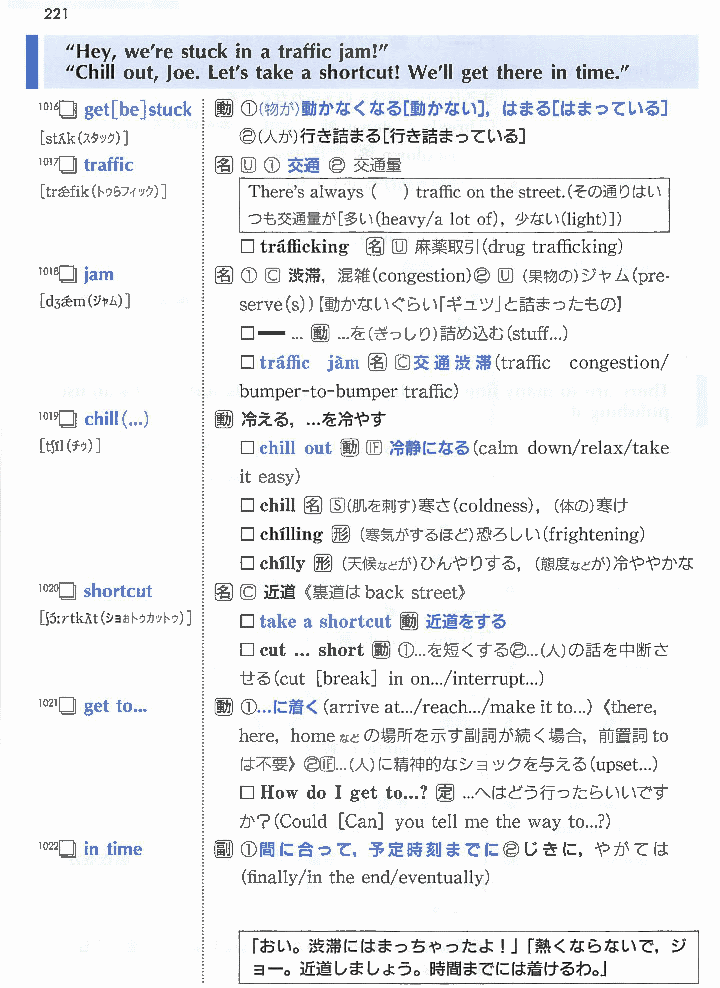 221
"Hey, we're stuck in a traffic jam!"
"Chill out, Joe. Let's take a shortcut! We'll get there in time."
1016 get[be]stuck 動 ①(物が)動かなくなる[動かない]，はまる[はまっている]
[stʌ́k(スタック)] ②(人が)行き詰まる[行き詰まっている]
1017 traffic 名 U ① 交通 ② 交通量
[trǽfik(トゥらフィック)] There's always (　) traffic on the street.(その通りはい
つも交通量が[多い(heavy/a lot of)，少ない(light)])
□ tráfficking 名 U 麻薬取引(drug trafficking)
1018 jam 名 ① C 渋滞，混雑(congestion)② U (果物の)ジャム(pre-
[dʒǽm(ジャム)] serve(s))【動かないぐらい「ギュツ」と詰まったもの】
□ ━ ... 動 ...を(ぎっしり)詰め込む(stuff...)
□ tráffic jàm 名 C 交通渋滞(traffic congestion/
bumper-to-bumper traffic)
1019 chill(...) 動 冷える，...を冷やす
[tʃíl(チゥ)] □ chill out 動 IF 冷静になる(calm down/relax/take
it easy)
□ chill 名 S (肌を刺す)寒さ(coldness)，(体の)寒け
□ chílling 形 (寒気がするほど)恐ろしい(frightening)
□ chílly 形 (天候などが)ひんやりする，(態度などが)冷ややかな
1020 shortcut 名 C 近道《裏道は back street》
[ʃɔ́ːrtkʌ̀t(ショぉトゥカットゥ)] □ take a shortcut 動 近道をする
□ cut ... short 動 ①...を短くする②...(人)の話を中断さ
せる(cut [break] in on.../interrupt...)
1021 get to... 動 ①...に着く(arrive at.../reach.../make it to...)《there,
here, home などの場所を示す副詞が続く場合，前置詞 to
は不要》②IF...(人)に精神的なショックを与える(upset...)
□ How do I get to...? 定 ...へはどう行ったらいいです
か？(Could [Can] you tell me the way to...?)
1022 in time 副 ①間に合って，予定時刻までに②じきに，やがては
(finally/in the end/eventually)
「おい。渋滞にはまっちゃったよ！」「熱くならないで，ジ
ョー。近道しましょう。時間までには着けるわ。」